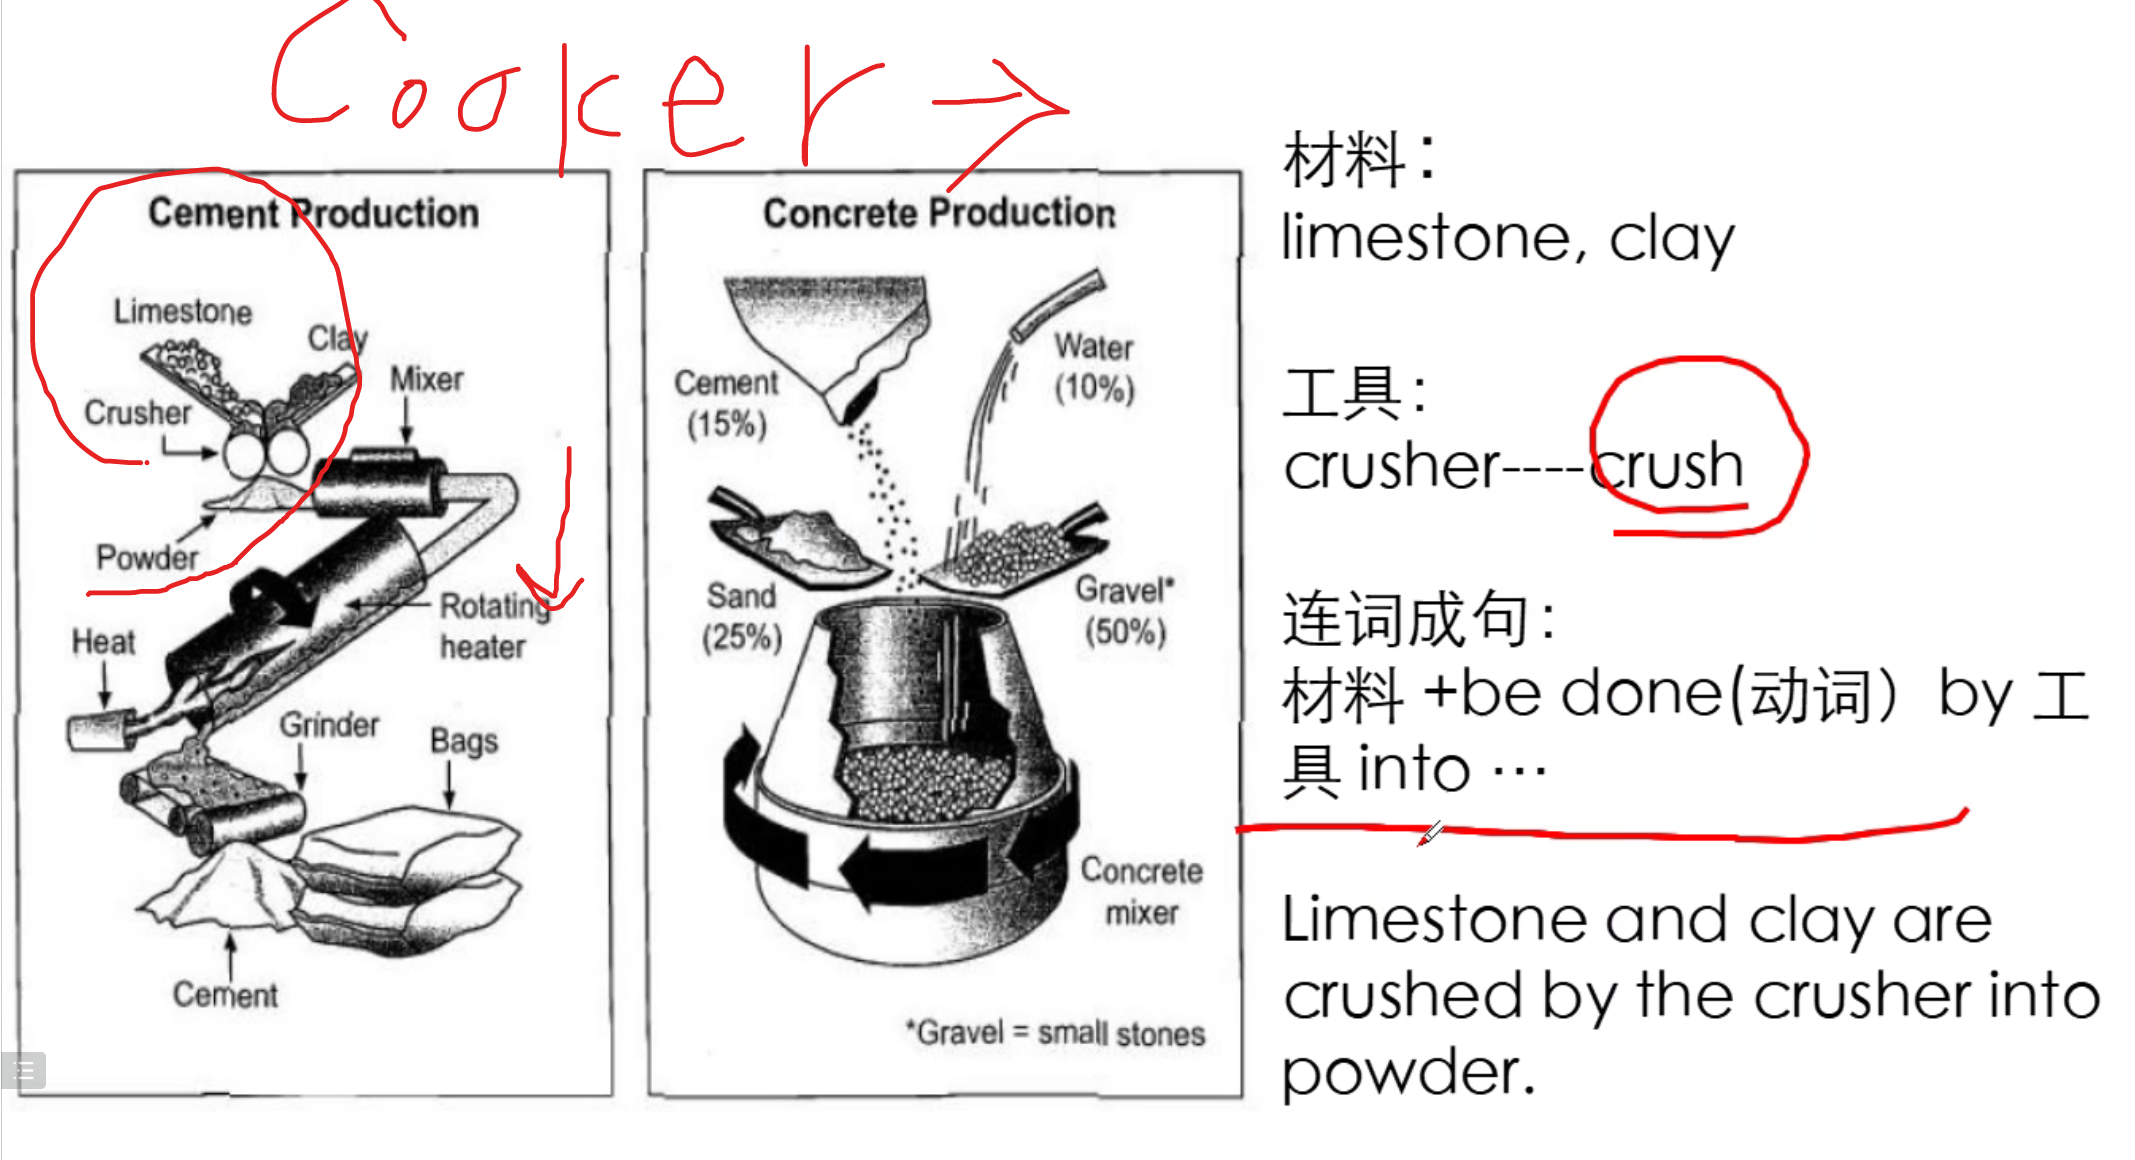 Cooker
Cement Production
Limestone
Clay
Mixer
Crusher
Powder
Rotating
heater
Heat
Grinder
Bags
Cement
Concrete Production
Cement
(15%)
Water
(10%)
Sand
(25%)
Gravel*
(50%)
Concrete
mixer
*Gravel = small stones
材料：
limestone, clay
工具：
crusher----crush
连词成句：
材料 +be done(动词）by 工
具 into …
Limestone and clay are
crushed by the crusher into
powder.